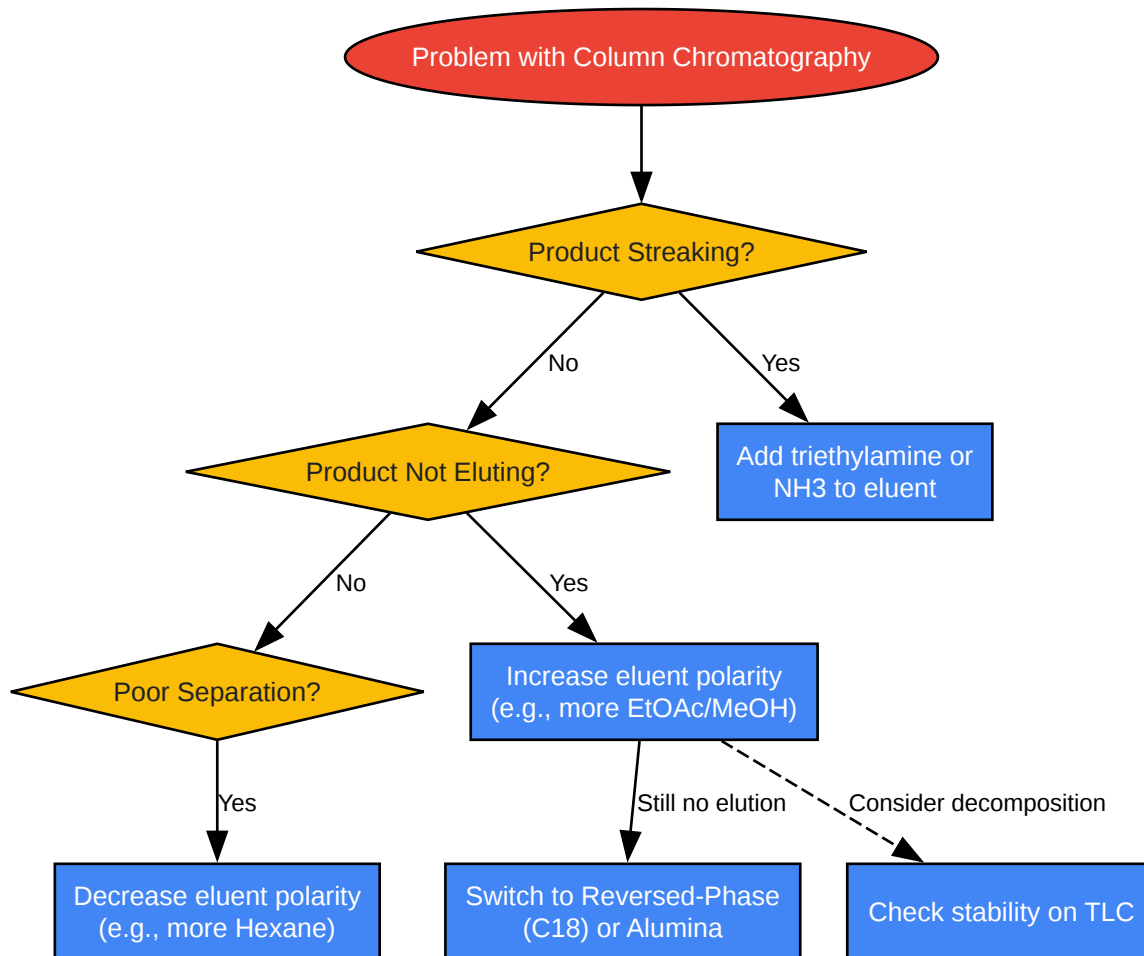 Problem with Column Chromatography
Product Streaking?
No
Yes
Product Not Eluting?
Add triethylamine or
NH3 to eluent
No
Yes
Poor Separation?
Increase eluent polarity
(e.g., more EtOAc/MeOH)
Yes
Still no elution
Consider decomposition
Decrease eluent polarity
(e.g., more Hexane)
Switch to Reversed-Phase
(C18) or Alumina
Check stability on TLC